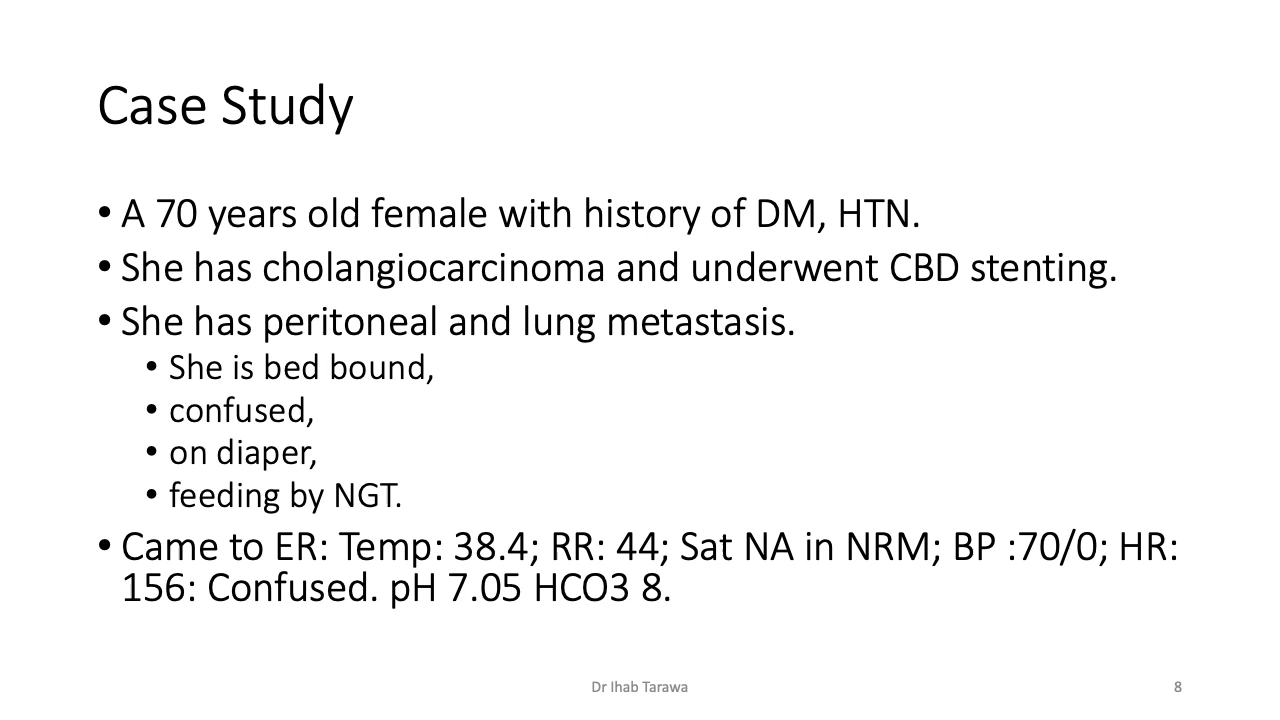 Case Study
• A 70 years old female with history of DM, HTN.
• She has cholangiocarcinoma and underwent CBD stenting.
• She has peritoneal and lung metastasis.
• She is bed bound,
• confused,
• on diaper,
• feeding by NGT.
• Came to ER: Temp: 38.4; RR: 44; Sat NA in NRM; BP :70/0; HR:
156: Confused. pH 7.05 HCO3 8.
Dr Ihab Tarawa
8